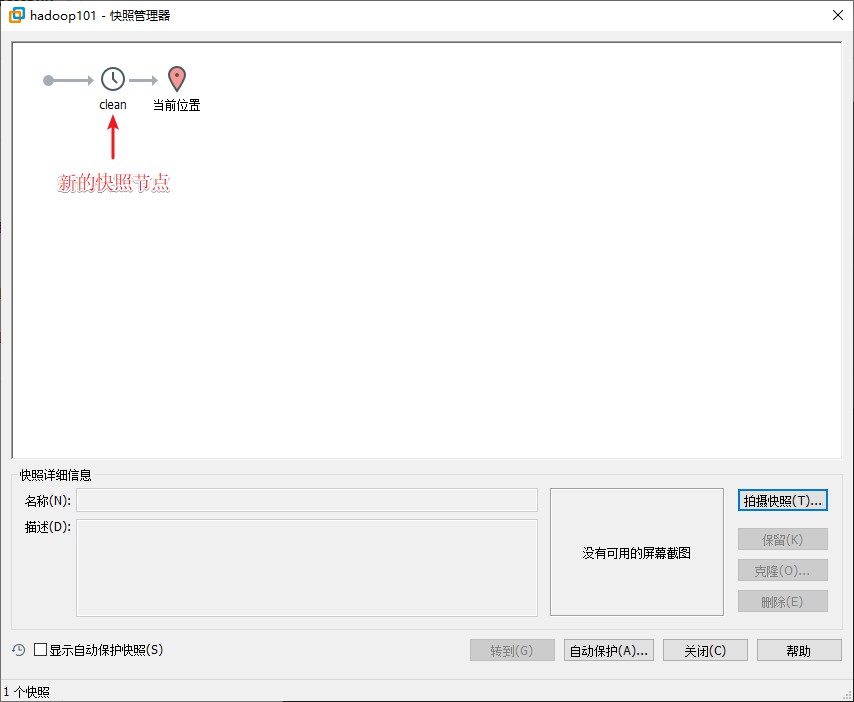 hadoop101 - 快照管理器
clean
当前位置
新的快照节点
快照详细信息
名称(N):
描述(D):
没有可用的屏幕截图
拍摄快照(T)...
保留(K)
克隆(O)...
删除(E)
显示自动保护快照(S)
转到(G)
自动保护(A)...
关闭(C)
帮助
1 个快照